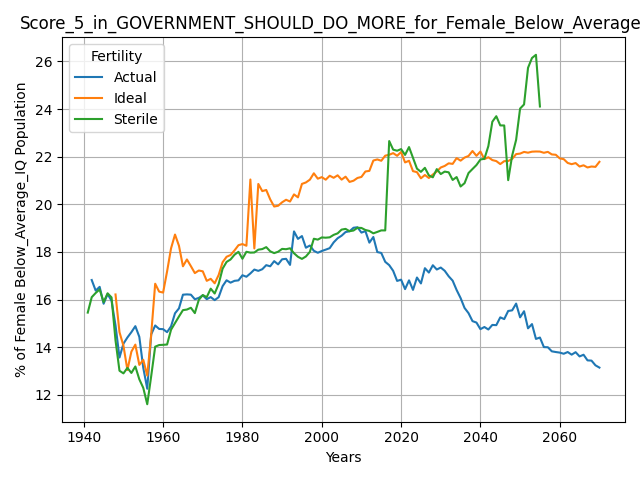 Score_5_in_GOVERNMENT_SHOULD_DO_MORE_for_Female_Below_Average
Fertility
Actual
Ideal
Sterile
% of Female Below_Average_IQ Population
26
24
22
20
18
16
14
12
1940 1960 1980 2000 2020 2040 2060
Years